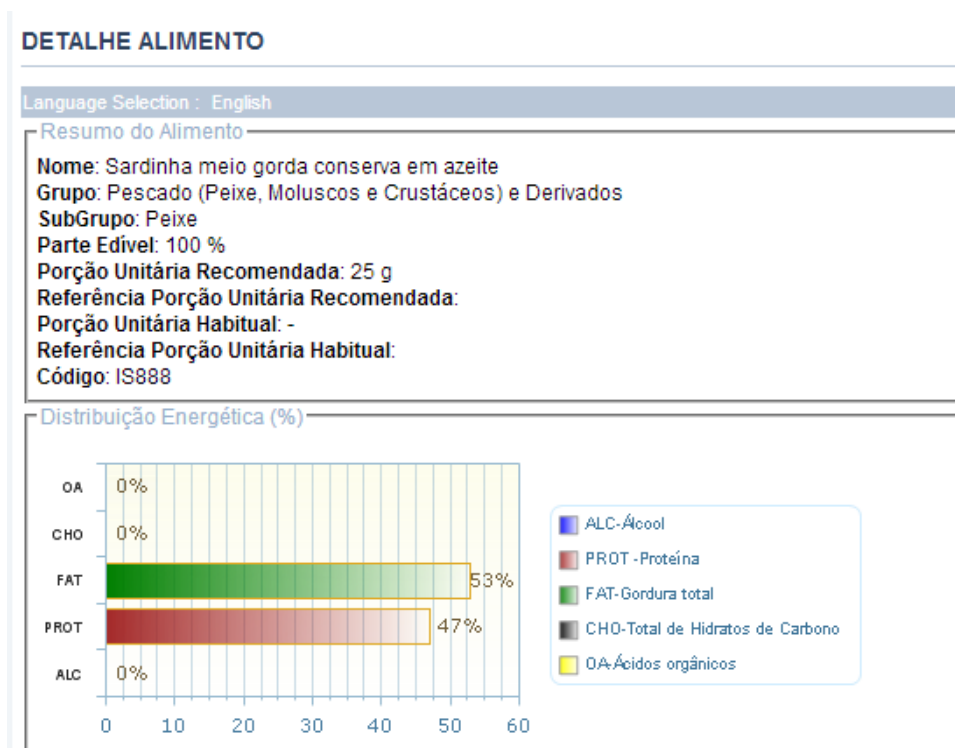 DETALHE ALIMENTO
Language Selection : English
Resumo do Alimento
Nome: Sardinha meio gorda conserva em azeite
Grupo: Pescado (Peixe, Moluscos e Crustáceos) e Derivados
SubGrupo: Peixe
Parte Edível: 100 %
Porção Unitária Recomendada: 25 g
Referência Porção Unitária Recomendada:
Porção Unitária Habitual: -
Referência Porção Unitária Habitual:
Código: IS888
Distribuição Energética (%)
OA 0%
CHO 0%
FAT 53%
PROT 47%
ALC 0%
0 10 20 30 40 50 60
ALC-Álcool
PROT -Proteína
FAT-Gordura total
CHO-Total de Hidratos de Carbono
OA-Ácidos orgânicos